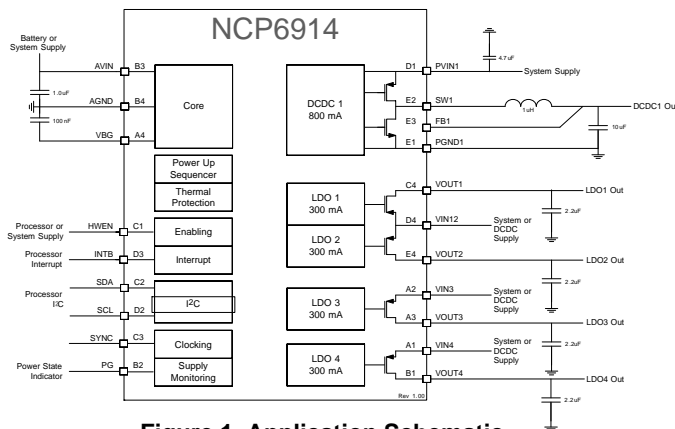 NCP6914
Battery or
System Supply
AVIN
B3
1.0uF
AGND
B4
100 nF
VBG
A4
Core
Power Up
Sequencer
Thermal
Protection
Processor or
System Supply
HWEN
C1
Enabling
Processor
Interrupt
INTB
D3
Interrupt
SDA
C2
Processor
I²C
I²C
SCL
D2
SYNC
C3
Clocking
Power State
Indicator
PG
B2
Supply
Monitoring
DCDC 1
800 mA
D1
PVIN1
4.7uF
System Supply
E2
SW1
1uH
DCDC1 Out
E3
FB1
10uF
E1
PGND1
LDO 1
300 mA
C4
VOUT1
LDO1 Out
2.2uF
D4
VIN12
System or
DCDC
Supply
LDO 2
300 mA
E4
VOUT2
LDO2 Out
2.2uF
LDO 3
300 mA
A2
VIN3
System or
DCDC
Supply
A3
VOUT3
LDO3 Out
2.2uF
LDO 4
300 mA
A1
VIN4
System or
DCDC
Supply
B1
VOUT4
LDO4 Out
2.2uF
Rev 1.00
Figure 1. Application Schematic